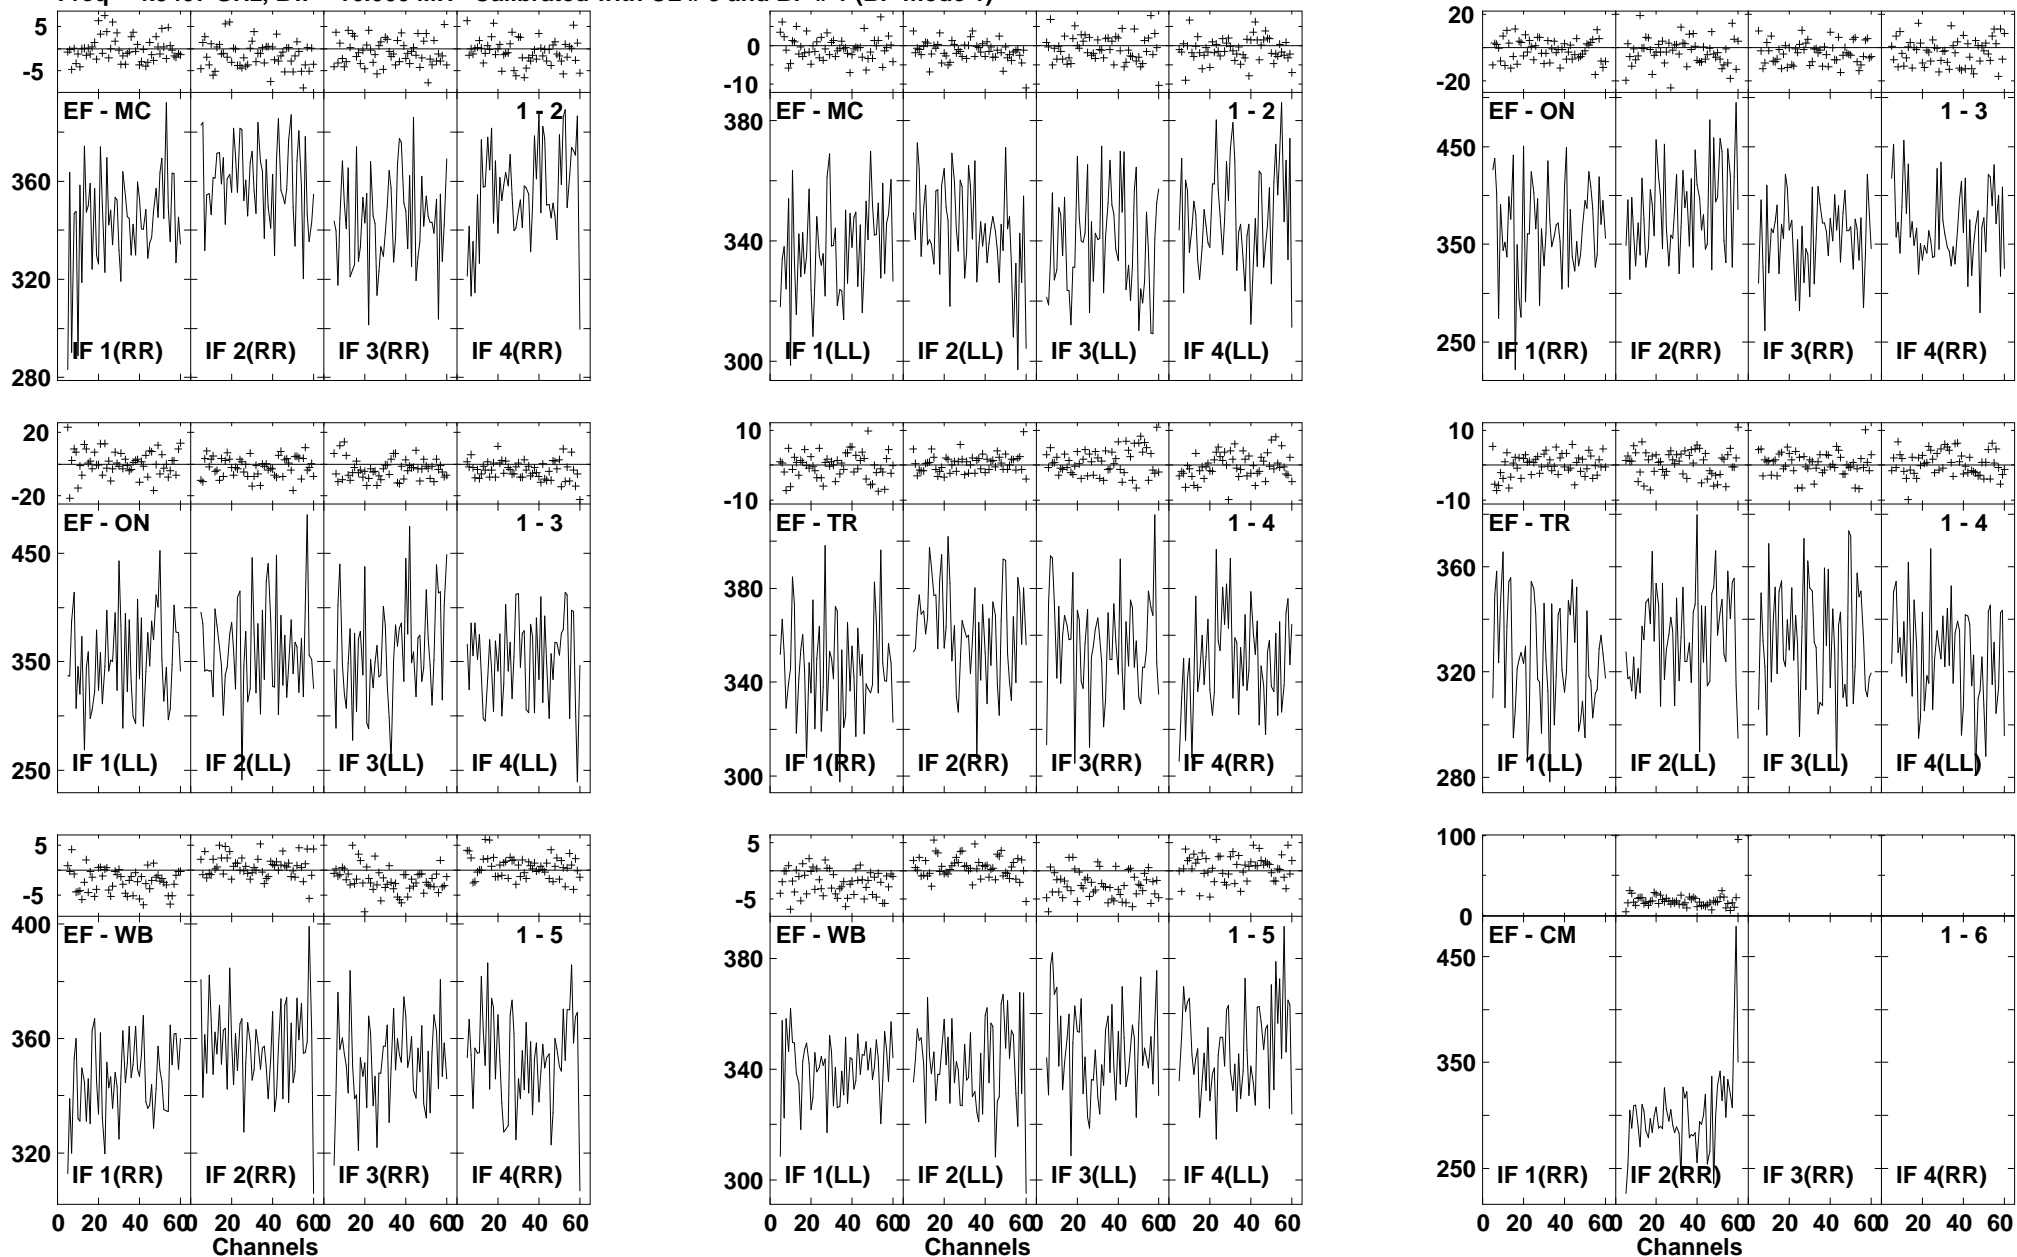 5
-5
EF - MC
1 - 2
360
320
280
IF 1(RR)
IF 2(RR)
IF 3(RR)
IF 4(RR)
0
-10
EF - MC
1 - 2
380
340
300
IF 1(LL)
IF 2(LL)
IF 3(LL)
IF 4(LL)
20
-20
EF - ON
1 - 3
450
350
250
IF 1(RR)
IF 2(RR)
IF 3(RR)
IF 4(RR)
20
-20
EF - ON
1 - 3
450
350
250
IF 1(LL)
IF 2(LL)
IF 3(LL)
IF 4(LL)
10
-10
EF - TR
1 - 4
380
340
300
IF 1(RR)
IF 2(RR)
IF 3(RR)
IF 4(RR)
10
-10
EF - TR
1 - 4
360
320
280
IF 1(LL)
IF 2(LL)
IF 3(LL)
IF 4(LL)
5
-5
400
EF - WB
1 - 5
360
320
IF 1(RR)
IF 2(RR)
IF 3(RR)
IF 4(RR)
0 20 40 60 0 20 40 60 0 20 40 60 0 20 40 60
Channels
5
-5
EF - WB
1 - 5
380
340
300
IF 1(LL)
IF 2(LL)
IF 3(LL)
IF 4(LL)
0 20 40 60 0 20 40 60 0 20 40 60 0 20 40 60
Channels
100
0
EF - CM
1 - 6
450
350
250
IF 1(RR)
IF 2(RR)
IF 3(RR)
IF 4(RR)
0 20 40 60 0 20 40 60 0 20 40 60 0 20 40 60
Channels